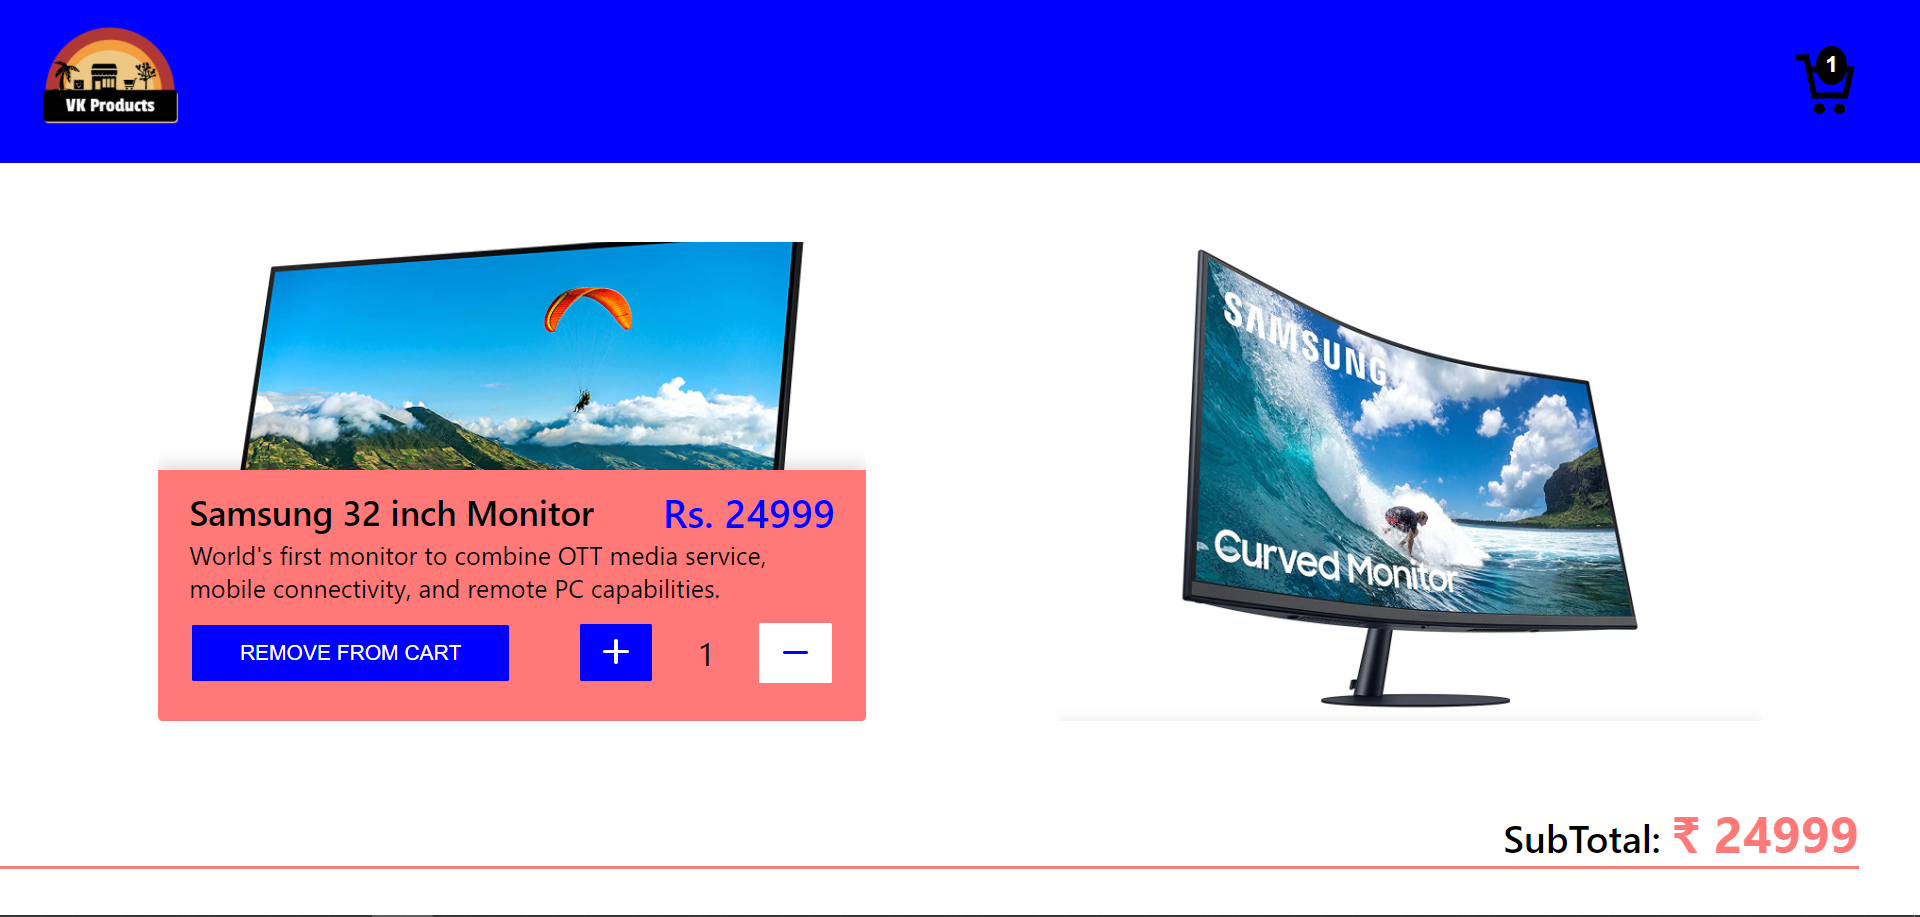 VK Products
1
SAMSUNG
Curved Monitor
Samsung 32 inch Monitor Rs. 24999
World's first monitor to combine OTT media service,
mobile connectivity, and remote PC capabilities.
REMOVE FROM CART + 1 −
SubTotal: ₹ 24999